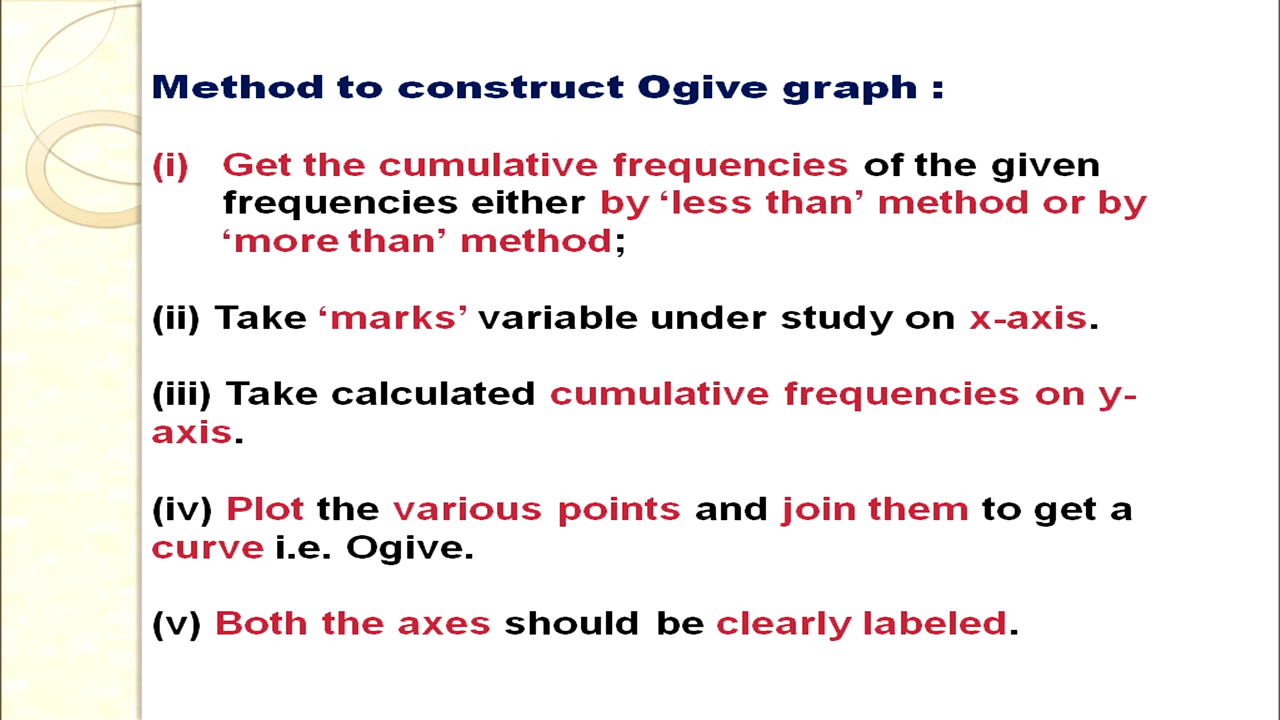 Method to construct Ogive graph :
(i) Get the cumulative frequencies of the given
frequencies either by ‘less than’ method or by
‘more than’ method;
(ii) Take ‘marks’ variable under study on x-axis.
(iii) Take calculated cumulative frequencies on y-
axis.
(iv) Plot the various points and join them to get a
curve i.e. Ogive.
(v) Both the axes should be clearly labeled.